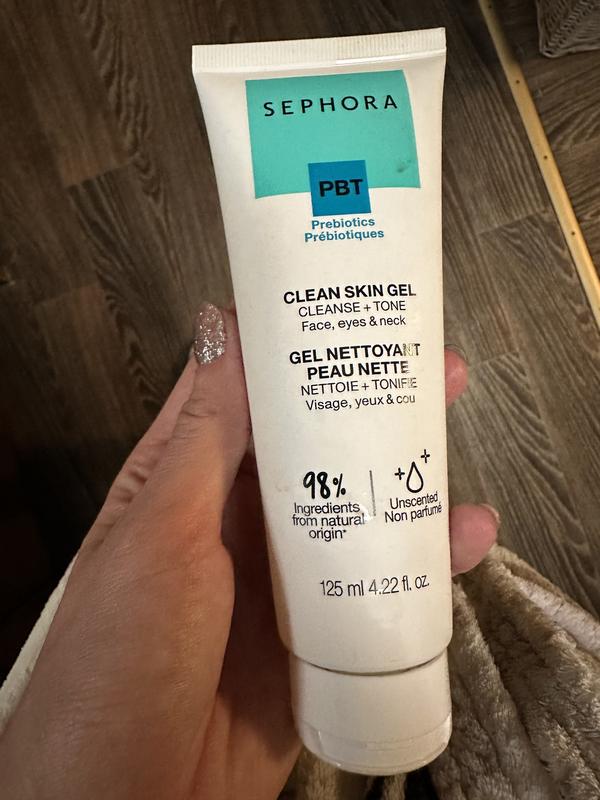 SEPHORA
PBT
Prebiotics
Prébiotiques
CLEAN SKIN GEL
CLEANSE + TONE
Face, eyes & neck
GEL NETTOYANT
PEAU NETTE
NETTOIE + TONIFIE
Visage, yeux & cou
98%
Ingredients
from natural
origin*
Unscented
Non parfumé
125 ml 4.22 fl. oz.